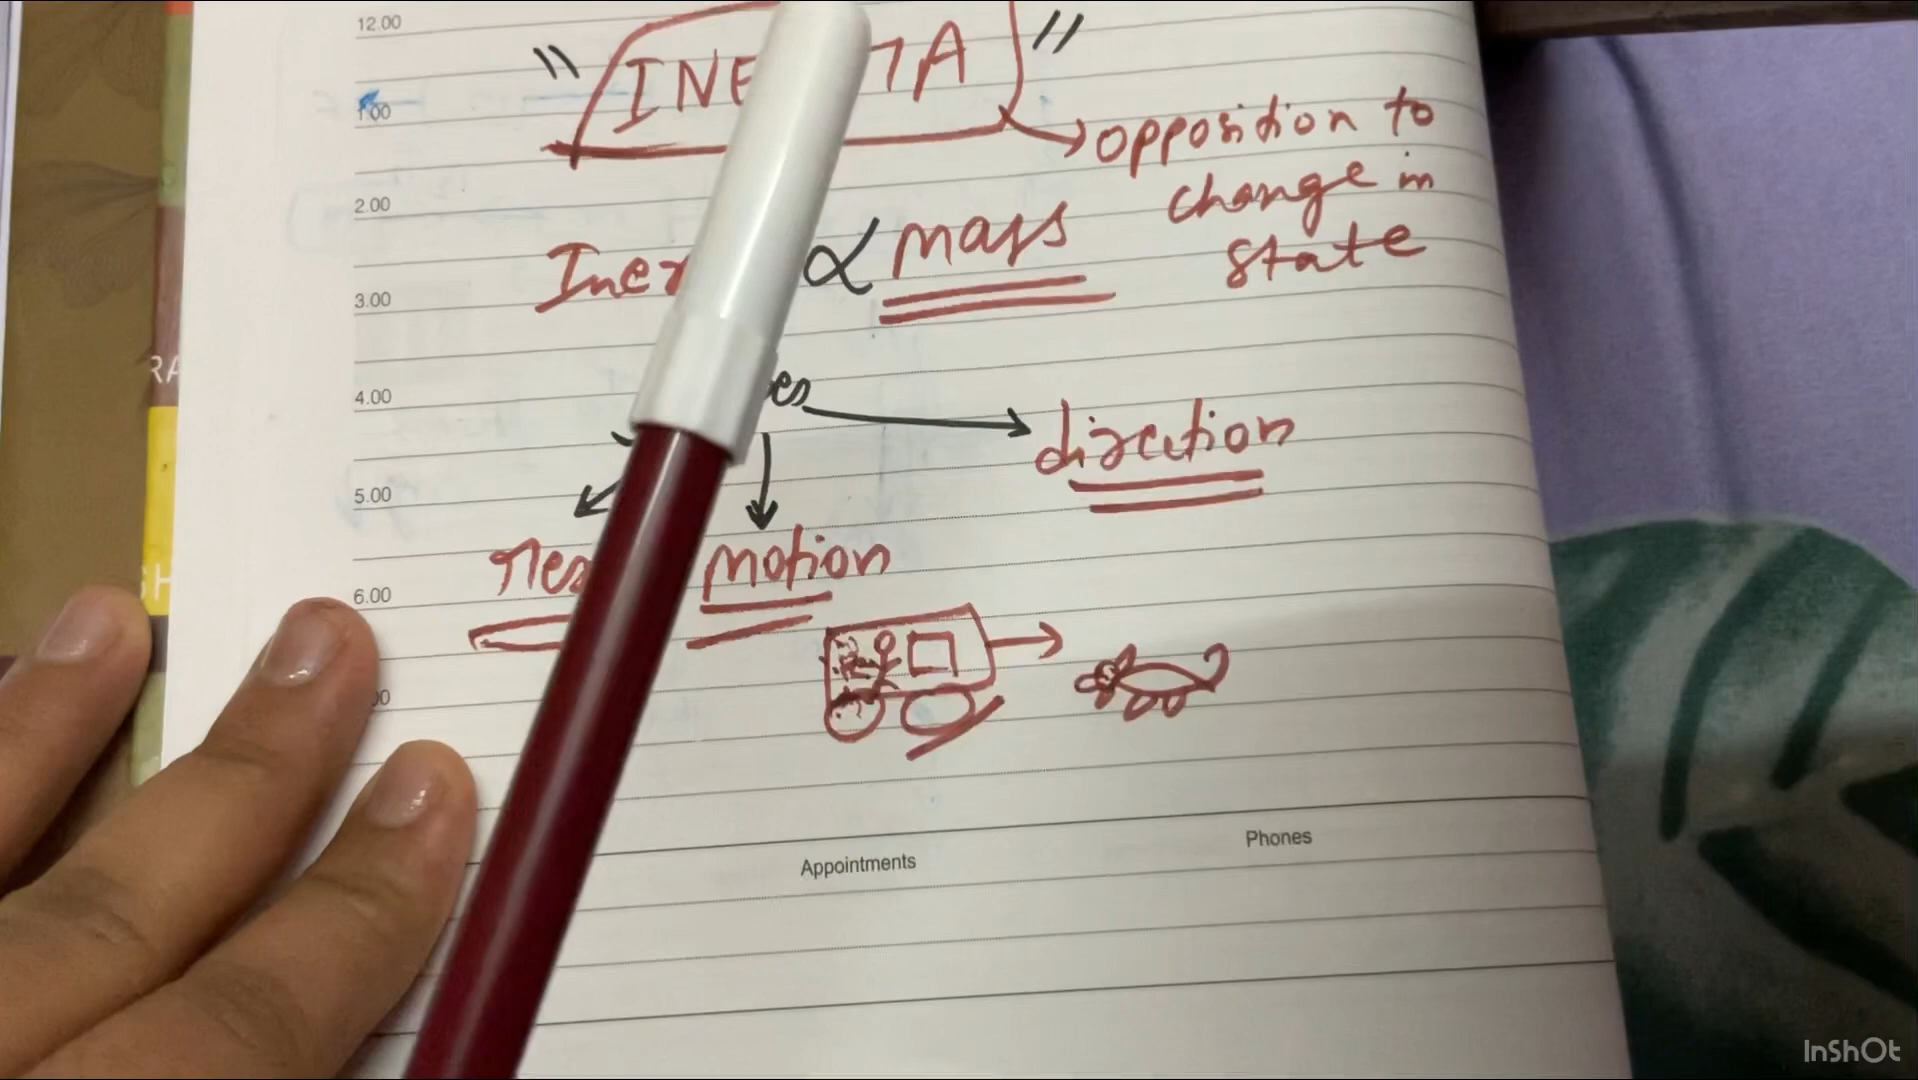 12.00
"
"
1.00
opposition to
change in
state
2.00
∝ mass
3.00
4.00
direction
5.00
motion
6.00
Appointments
Phones
InShOt